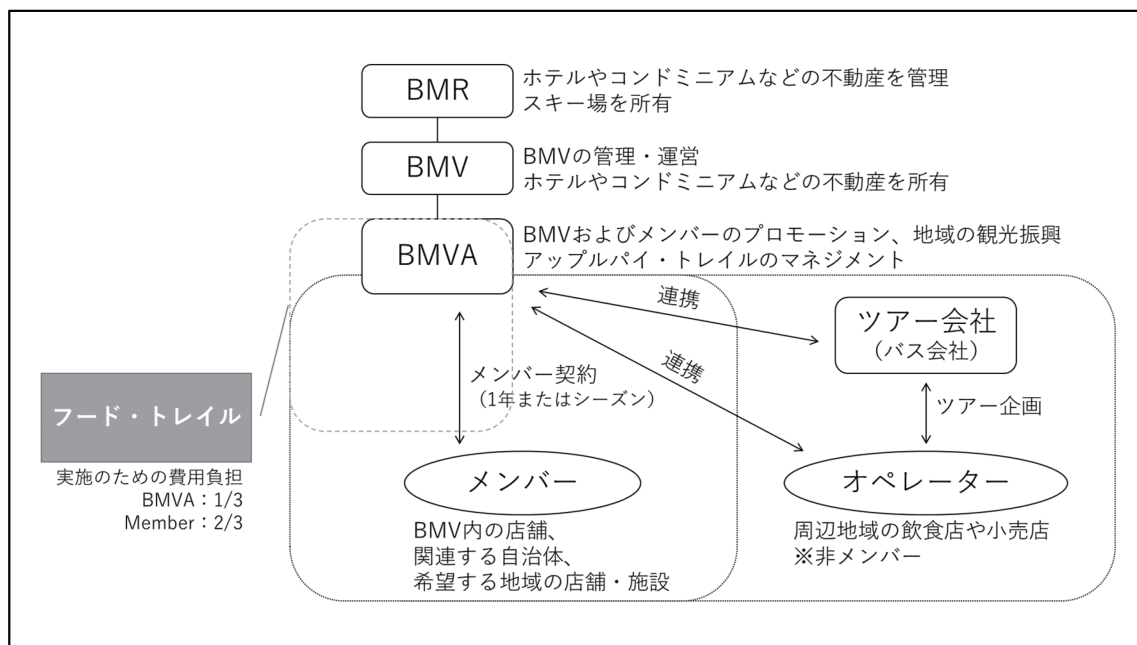 BMR
ホテルやコンドミニアムなどの不動産を管理
スキー場を所有
BMV
BMVの管理・運営
ホテルやコンドミニアムなどの不動産を所有
BMVA
BMVおよびメンバーのプロモーション、地域の観光振興
アップルパイ・トレイルのマネジメント
連携
ツアー会社
（バス会社）
連携
メンバー契約
（1年またはシーズン）
ツアー企画
フード・トレイル
実施のための費用負担
BMVA：1/3
Member：2/3
メンバー
BMV内の店舗、
関連する自治体、
希望する地域の店舗・施設
オペレーター
周辺地域の飲食店や小売店
※非メンバー